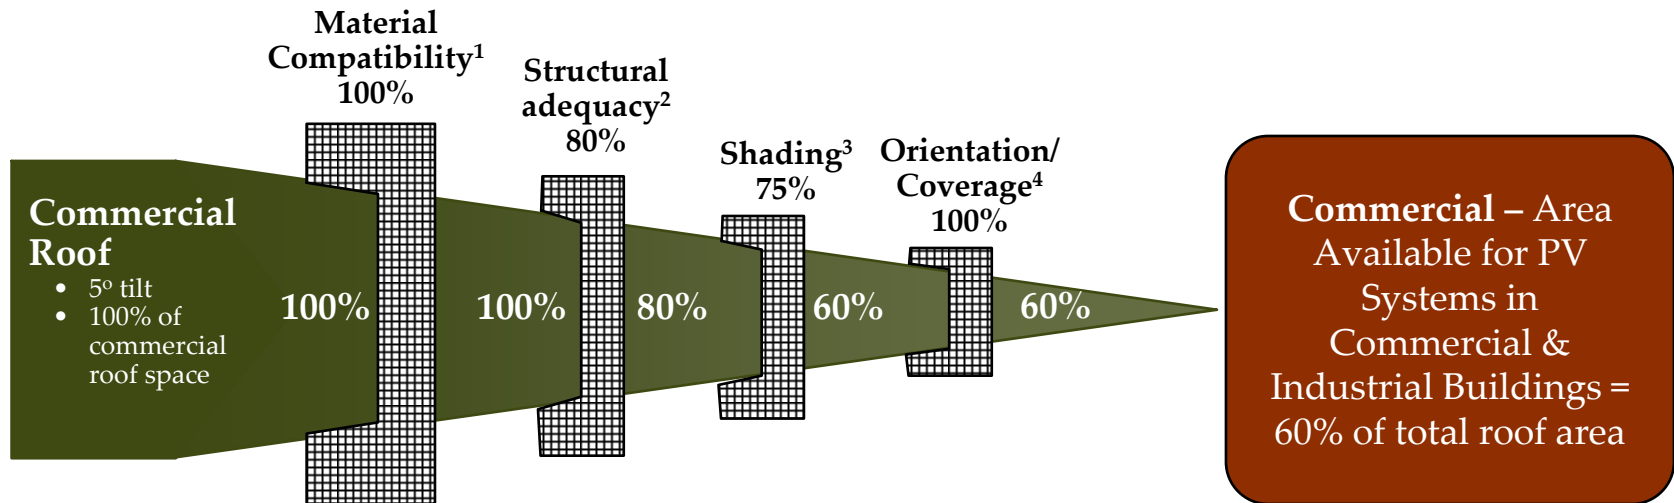 Material
Compatibility¹
100%
Structural
adequacy²
80%
Shading³
75%
Orientation/
Coverage⁴
100%
Commercial
Roof
• 5º tilt
• 100% of
commercial
roof space
100%
100%
80%
60%
60%
Commercial – Area
Available for PV
Systems in
Commercial &
Industrial Buildings =
60% of total roof area